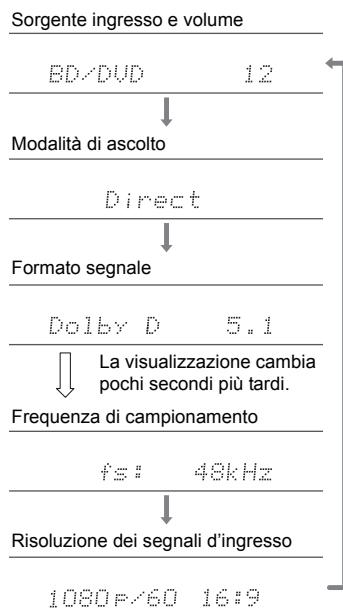 Sorgente ingresso e volume
BD/DVD 12
Modalità di ascolto
Direct
Formato segnale
Dolby D 5.1
La visualizzazione cambia
pochi secondi più tardi.
Frequenza di campionamento
fs: 48kHz
Risoluzione dei segnali d'ingresso
1080p/60 16:9